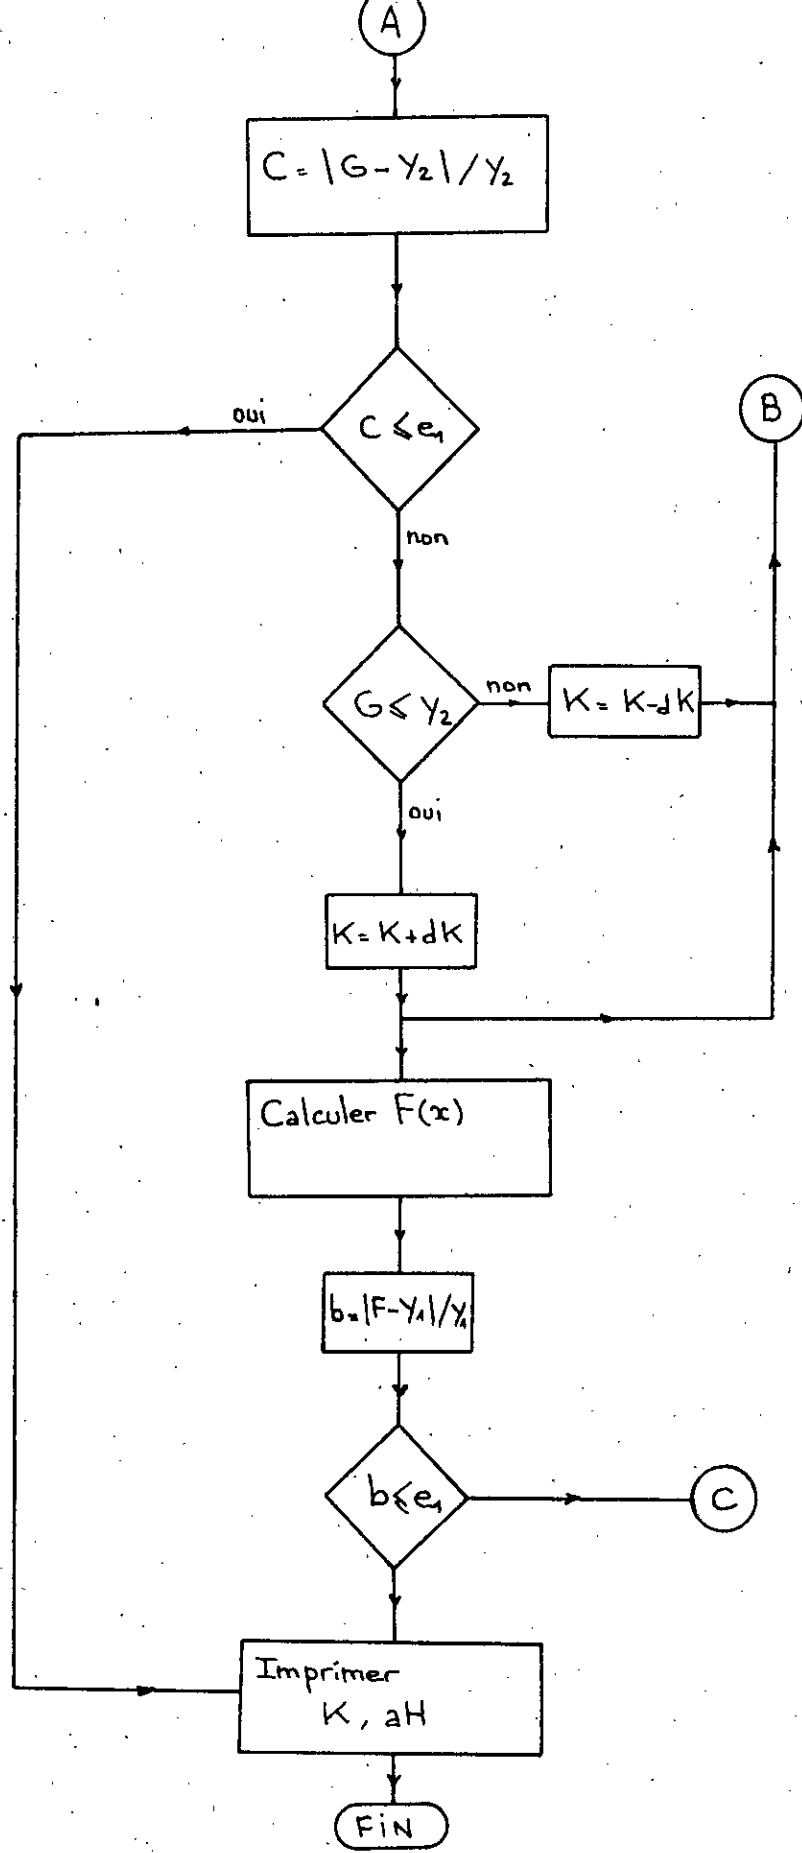 A
C = |G - Y₂| / Y₂
oui
C ⩽ e₁
B
non
G ⩽ Y₂
non
K = K-dK
oui
K = K+dK
Calculer F(x)
b = |F-Y₁|/Y₁
b ⩽ e₁
C
Imprimer
K, aH
FiN